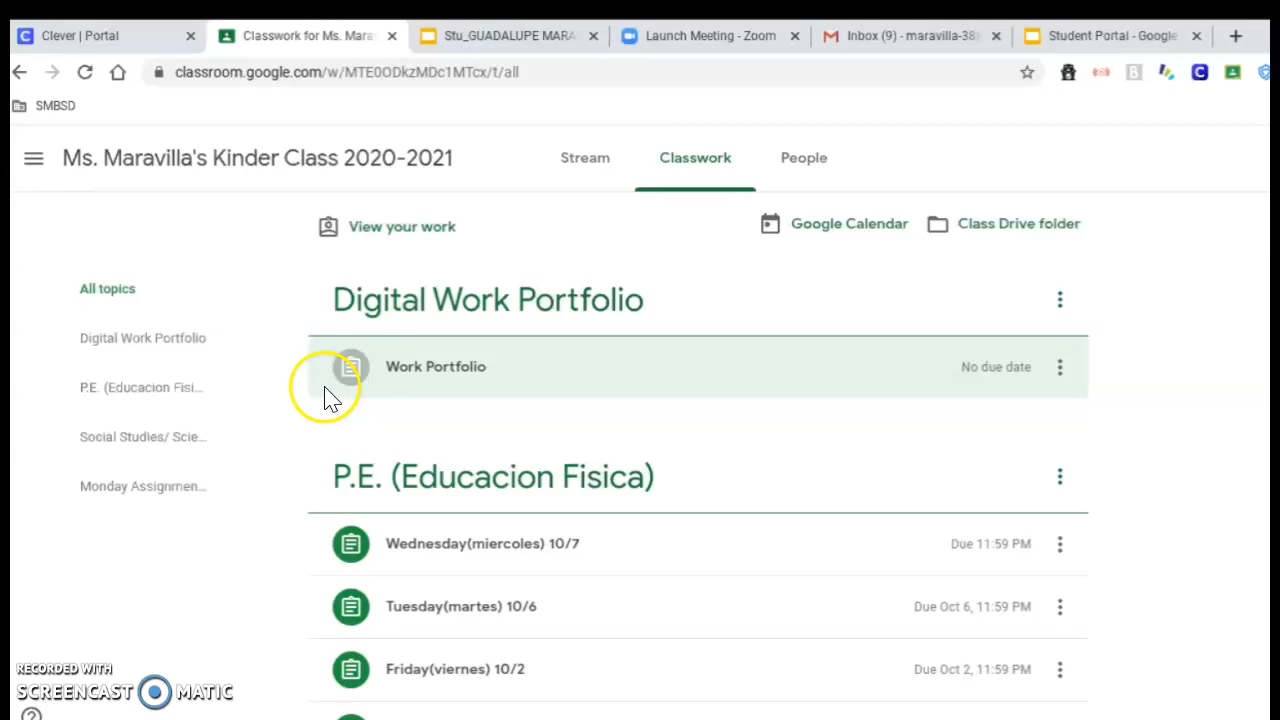 Clever | Portal
Classwork for Ms. Mara
Stu_GUADALUPE MARA
Launch Meeting - Zoom
Inbox (9) - maravilla-38
Student Portal - Google
classroom.google.com/w/MTE0ODkzMDc1MTcx/t/all
SMBSD
Ms. Maravilla's Kinder Class 2020-2021
Stream
Classwork
People
View your work
Google Calendar
Class Drive folder
All topics
Digital Work Portfolio
P.E. (Educacion Fisi...
Social Studies/ Scie...
Monday Assignmen...
Digital Work Portfolio
Work Portfolio
No due date
P.E. (Educacion Fisica)
Wednesday(miercoles) 10/7
Due 11:59 PM
Tuesday(martes) 10/6
Due Oct 6, 11:59 PM
Friday(viernes) 10/2
Due Oct 2, 11:59 PM
RECORDED WITH
SCREENCAST MATIC